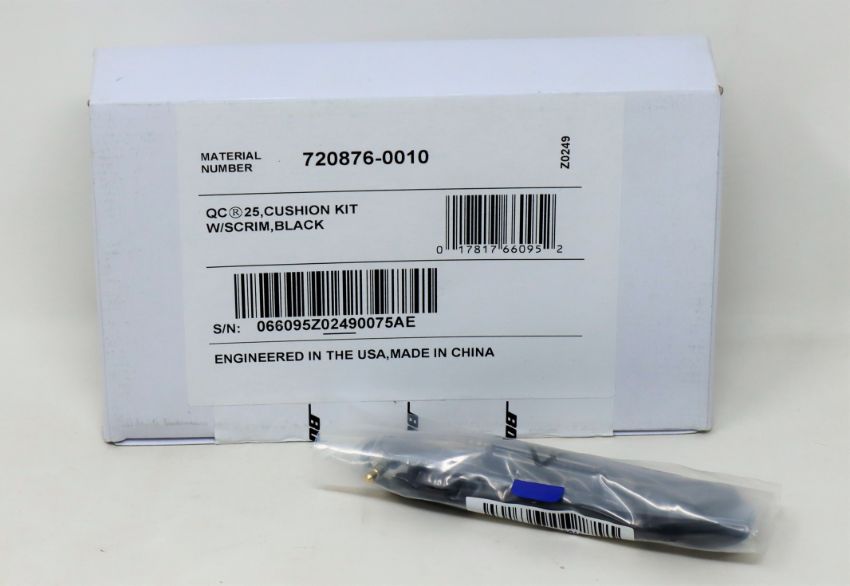 MATERIAL NUMBER 720876-0010
Z0249
QC®25,CUSHION KIT
W/SCRIM,BLACK
0 17817 66095 2
S/N: 066095Z02490075AE
ENGINEERED IN THE USA,MADE IN CHINA